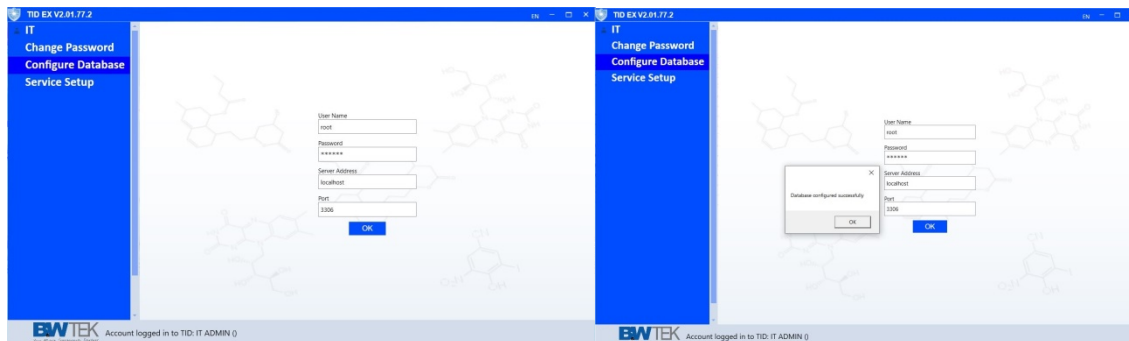 TID EX V2.01.77.2
EN
IT
Change Password
Configure Database
Service Setup
User Name
root
Password
******
Server Address
localhost
Port
3306
OK
BWTEK
Account logged in to TID: IT ADMIN ()
TID EX V2.01.77.2
EN
IT
Change Password
Configure Database
Service Setup
User Name
root
Password
******
Server Address
localhost
Port
3306
OK
Database configured successfully
OK
BWTEK
Account logged in to TID: IT ADMIN ()